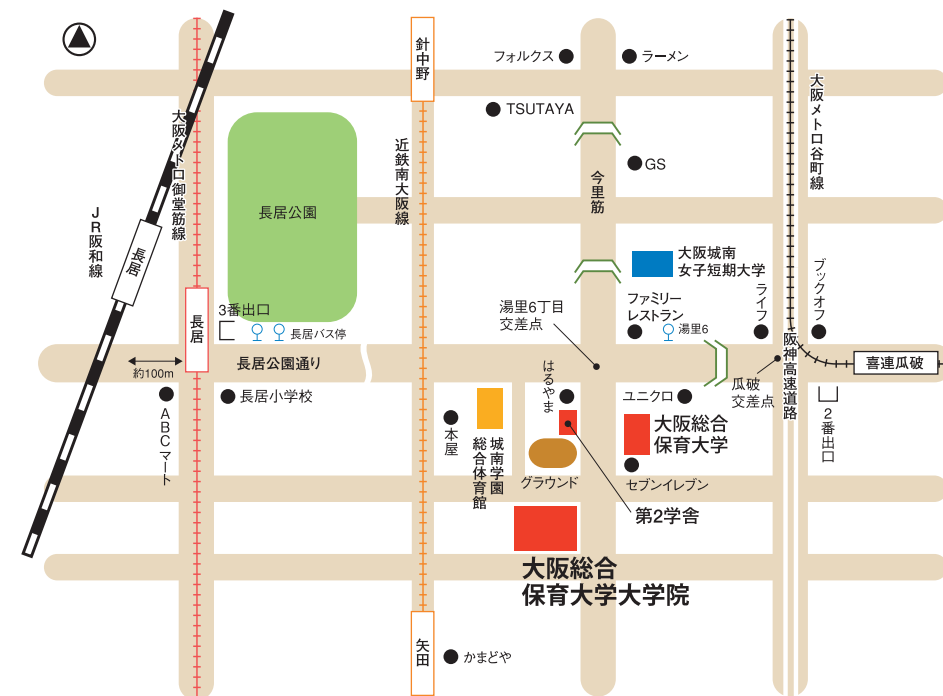 フォルクス
ラーメン
針中野
TSUTAYA
GS
大阪メトロ御堂筋線
近鉄南大阪線
今里筋
大阪メトロ谷町線
JR阪和線
長居
長居公園
大阪城南
女子短期大学
ブックオフ
ライフ
ファミリー
レストラン
湯里6
湯里6丁目
交差点
3番出口
長居バス停
長居
長居公園通り
約100m
阪神高速道路
喜連瓜破
瓜破
交差点
2番出口
ABCマート
長居小学校
本屋
城南学園
総合体育館
はるやま
ユニクロ
大阪総合
保育大学
グラウンド
セブンイレブン
第2学舎
大阪総合
保育大学大学院
矢田
かまどや